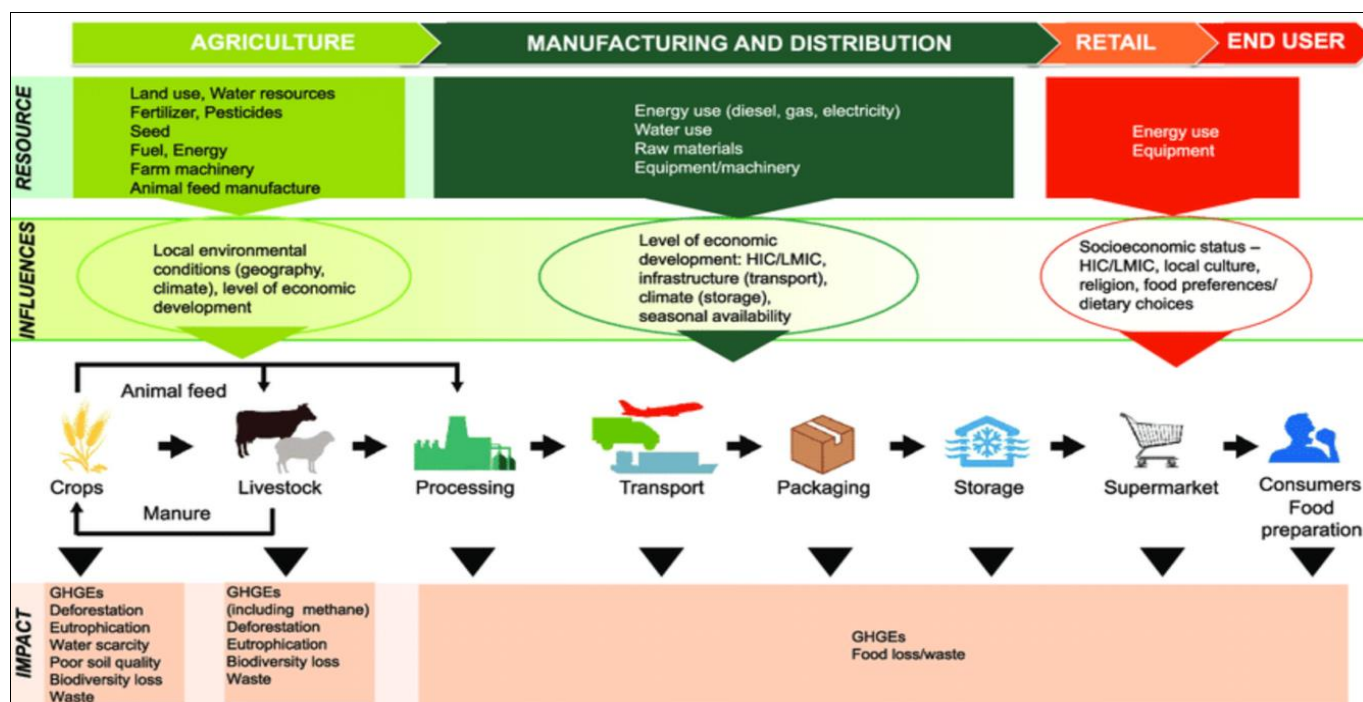 AGRICULTURE
MANUFACTURING AND DISTRIBUTION
RETAIL
END USER
RESOURCE
Land use, Water resources
Fertilizer, Pesticides
Seed
Fuel, Energy
Farm machinery
Animal feed manufacture
Energy use (diesel, gas, electricity)
Water use
Raw materials
Equipment/machinery
Energy use
Equipment
INFLUENCES
Local environmental
conditions (geography,
climate), level of economic
development
Level of economic
development: HIC/LMIC,
infrastructure (transport),
climate (storage),
seasonal availability
Socioeconomic status –
HIC/LMIC, local culture,
religion, food preferences/
dietary choices
Animal feed
Crops
Livestock
Processing
Transport
Packaging
Storage
Supermarket
Consumers
Food
preparation
Manure
IMPACT
GHGEs
Deforestation
Eutrophication
Water scarcity
Poor soil quality
Biodiversity loss
Waste
GHGEs
(including methane)
Deforestation
Eutrophication
Biodiversity loss
Waste
GHGEs
Food loss/waste